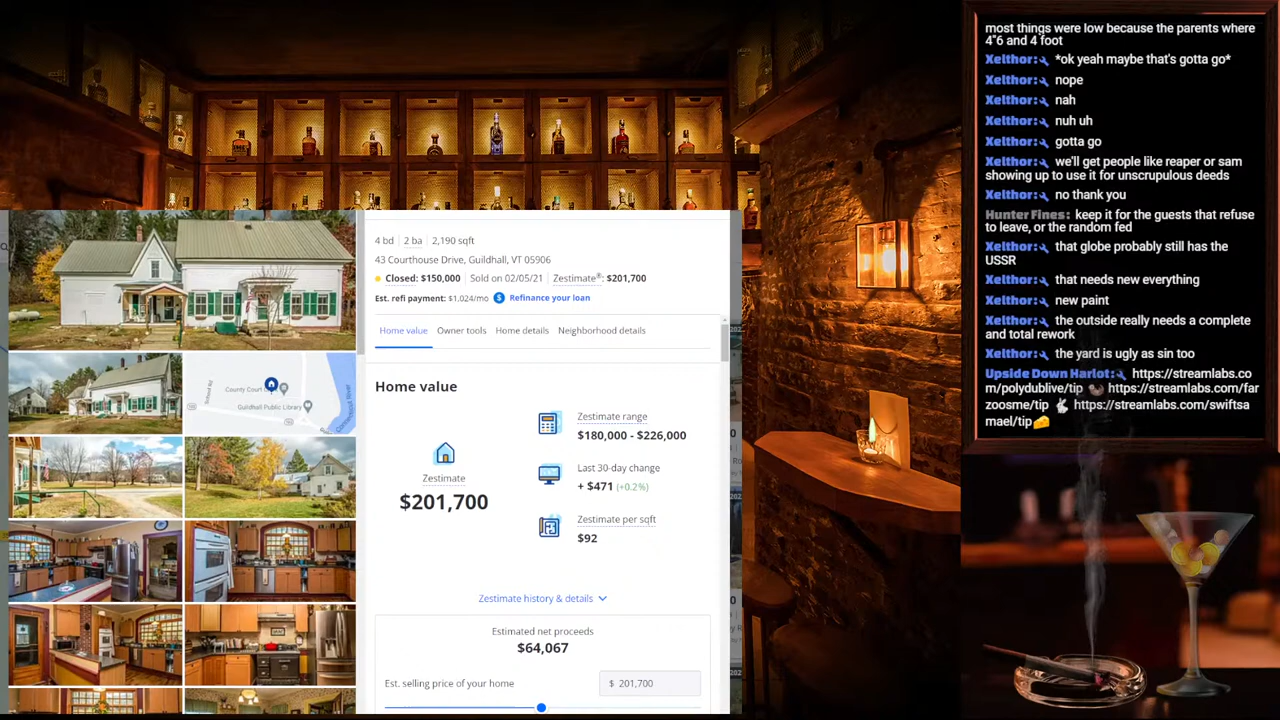 4 bd 2 ba 2,190 sqft
43 Courthouse Drive, Guildhall, VT 05906
Closed: $150,000 Sold on 02/05/21 Zestimate®: $201,700
Est. refi payment: $1,024/mo $ Refinance your loan
Home value Owner tools Home details Neighborhood details
Home value
Zestimate
$201,700
Zestimate range
$180,000 - $226,000
Last 30-day change
+ $471 (+0.2%)
Zestimate per sqft
$92
Zestimate history & details
Estimated net proceeds
$64,067
Est. selling price of your home $ 201,700
County Court
Guildhall Public Library
most things were low because the parents where
4"6 and 4 foot
Xelthor: *ok yeah maybe that's gotta go*
Xelthor: nope
Xelthor: nah
Xelthor: nuh uh
Xelthor: gotta go
Xelthor: we'll get people like reaper or sam
showing up to use it for unscrupulous deeds
Xelthor: no thank you
Hunter Fines: keep it for the guests that refuse
to leave, or the random fed
Xelthor: that globe probably still has the
USSR
Xelthor: that needs new everything
Xelthor: new paint
Xelthor: the outside really needs a complete
and total rework
Xelthor: the yard is ugly as sin too
Upside Down Harlot: https://streamlabs.co
m/polydublive/tip https://streamlabs.com/far
zoosme/tip 🐇 https://streamlabs.com/swiftsa
mael/tip🧀